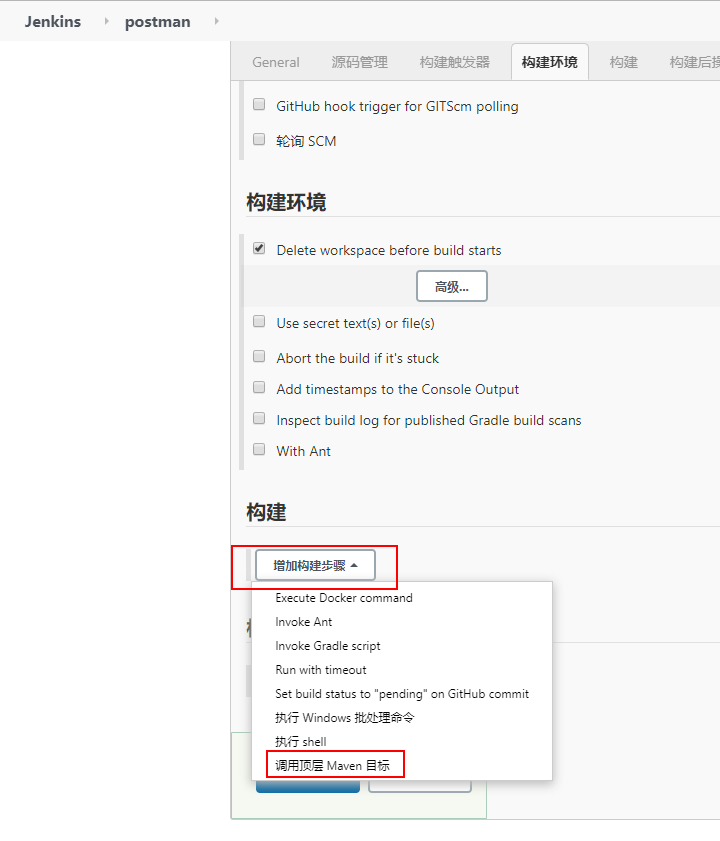 Jenkins postman
General 源码管理 构建触发器 构建环境 构建
GitHub hook trigger for GITScm polling
轮询 SCM
构建环境
Delete workspace before build starts
高级...
Use secret text(s) or file(s)
Abort the build if it's stuck
Add timestamps to the Console Output
Inspect build log for published Gradle build scans
With Ant
构建
增加构建步骤
Execute Docker command
Invoke Ant
Invoke Gradle script
Run with timeout
Set build status to "pending" on GitHub commit
执行 Windows 批处理命令
执行 shell
调用顶层 Maven 目标